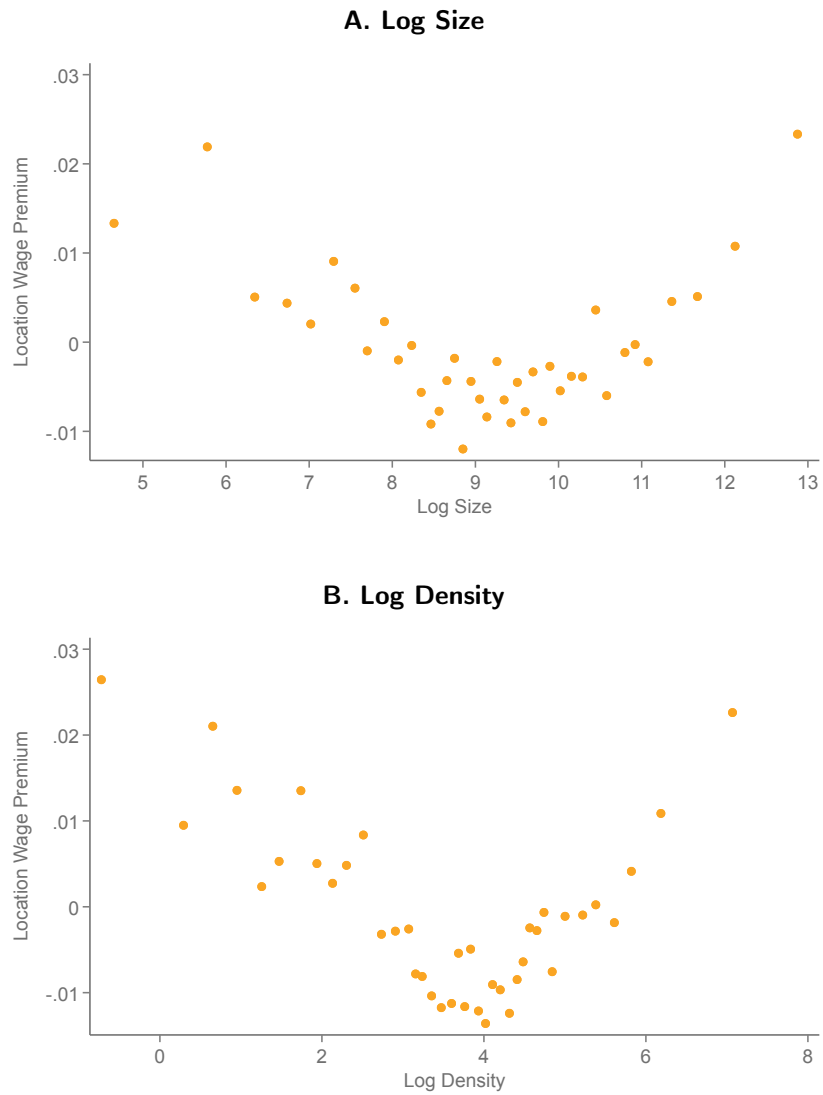 A. Log Size
.03
.02
.01
0
-.01
Location Wage Premium
5 6 7 8 9 10 11 12 13
Log Size
B. Log Density
.03
.02
.01
0
-.01
Location Wage Premium
0 2 4 6 8
Log Density